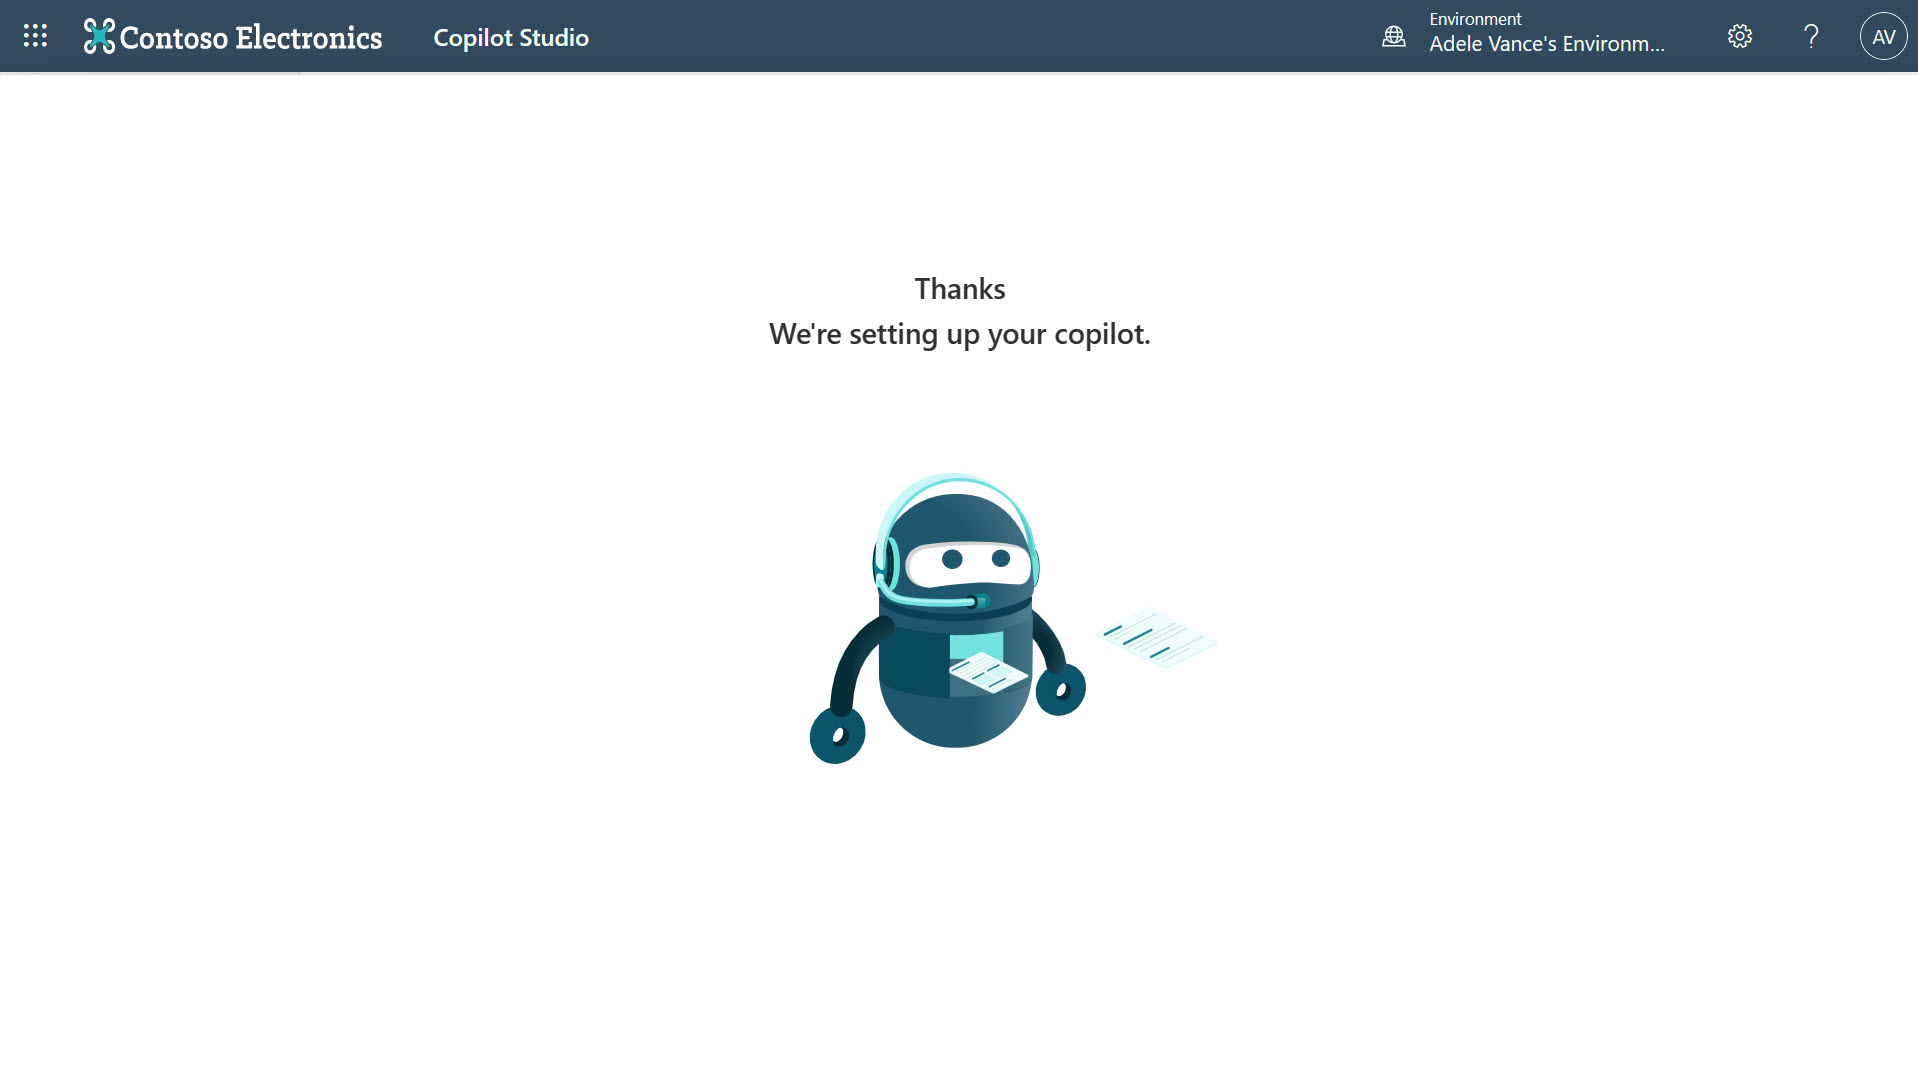 Contoso Electronics
Copilot Studio
Environment
Adele Vance's Environm...
?
AV
Thanks
We're setting up your copilot.